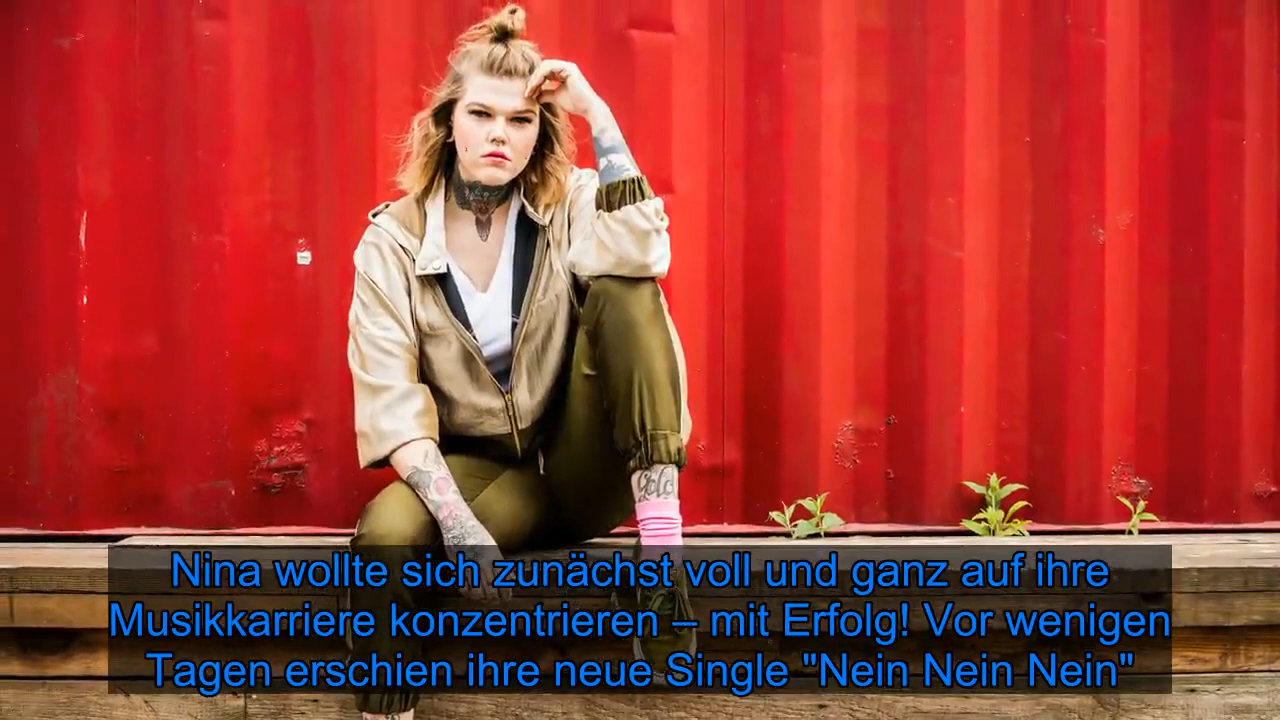 Gold
Nina wollte sich zunächst voll und ganz auf ihre
Musikkarriere konzentrieren – mit Erfolg! Vor wenigen
Tagen erschien ihre neue Single "Nein Nein Nein"